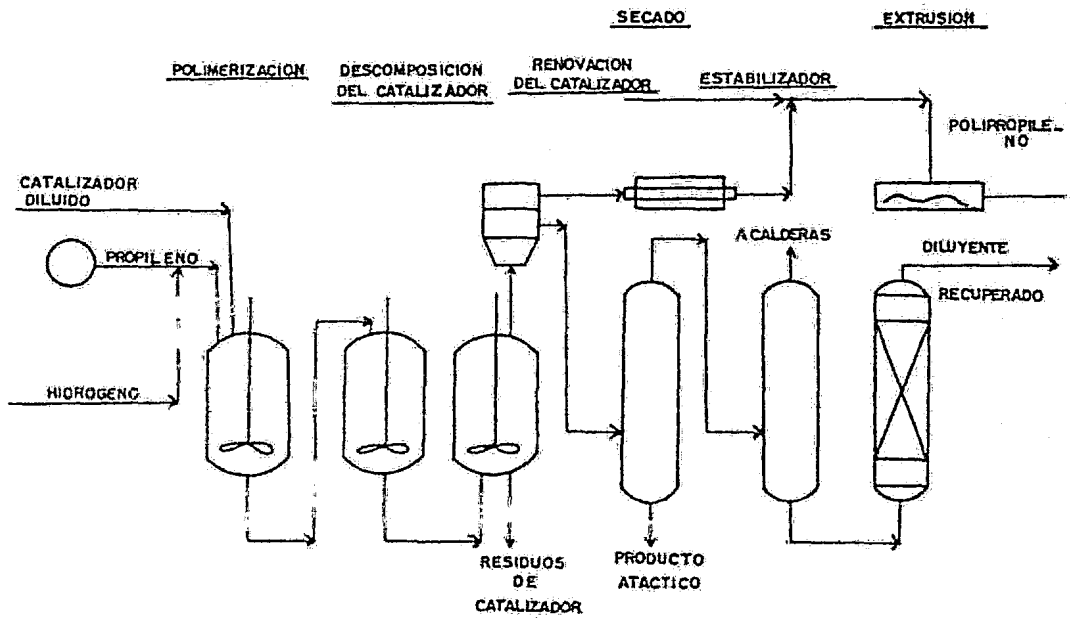 SECADO
EXTRUSION
POLIMERIZACION
DESCOMPOSICION
DEL CATALIZADOR
RENOVACION
DEL CATALIZADOR
ESTABILIZADOR
POLIPROPILE_
NO
CATALIZADOR
DILUIDO
PROPILENO
A CALDERAS
DILUYENTE
RECUPERADO
HIDROGENO
RESIDUOS
DE
CATALIZADOR
PRODUCTO
ATACTICO